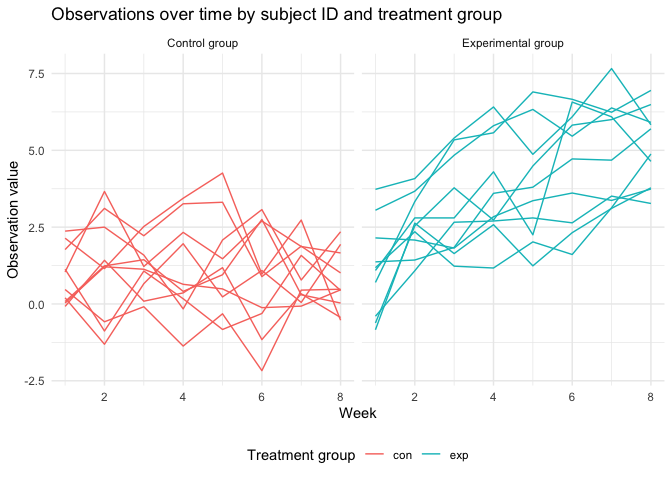 Observations over time by subject ID and treatment group
Control group
Experimental group
7.5
5.0
2.5
0.0
-2.5
Observation value
2 4 6 8
2 4 6 8
Week
Treatment group con exp